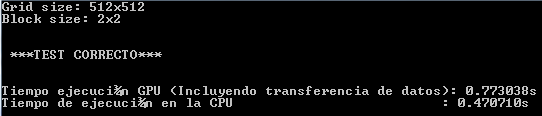 Grid size: 512x512
Block size: 2x2
***TEST CORRECTO***
Tiempo ejecuci¾n GPU (Incluyendo transferencia de datos): 0.773038s
Tiempo de ejecuci¾n en la CPU : 0.470710s